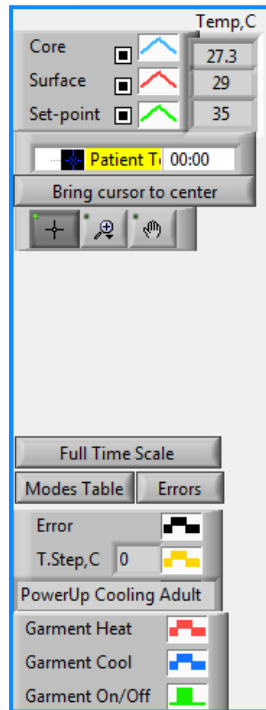 Temp,C
Core 27.3
Surface 29
Set-point 35
Patient T 00:00
Bring cursor to center
Full Time Scale
Modes Table Errors
Error
T.Step,C 0
PowerUp Cooling Adult
Garment Heat
Garment Cool
Garment On/Off